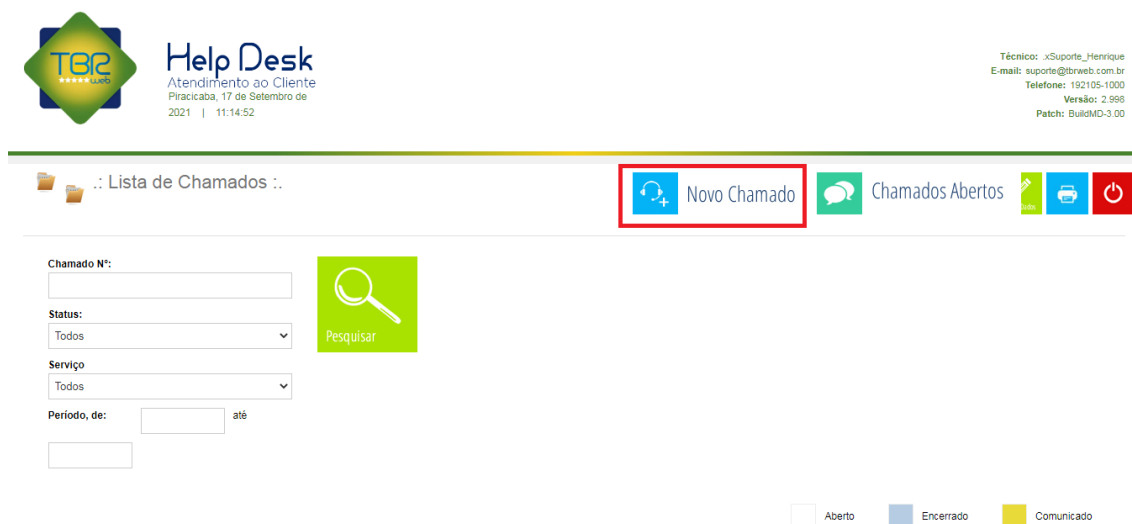 TBR
★★★★★web
Help Desk
Atendimento ao Cliente
Piracicaba, 17 de Setembro de
2021 | 11:14:52
Técnico: .xSuporte_Henrique
E-mail: suporte@tbrweb.com.br
Telefone: 192105-1000
Versão: 2.998
Patch: BuildMD-3.00
.: Lista de Chamados :.
Novo Chamado
Chamados Abertos
Chamado Nº:
Status:
Todos
Pesquisar
Serviço
Todos
Período, de:
até
Aberto
Encerrado
Comunicado